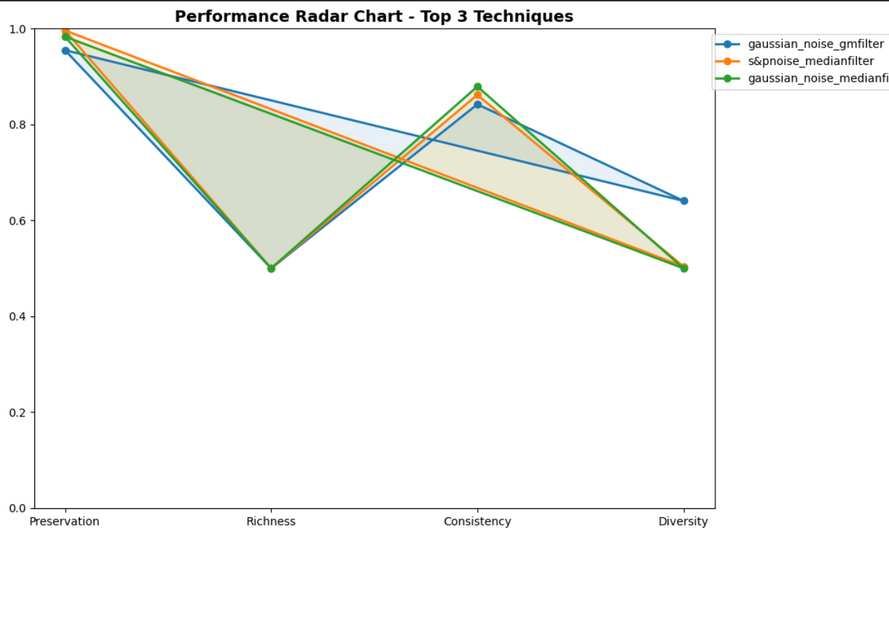 Performance Radar Chart - Top 3 Techniques
1.0
0.8
0.6
0.4
0.2
0.0
Preservation
Richness
Consistency
Diversity
gaussian_noise_gmfilter
s&pnoise_medianfilter
gaussian_noise_medianfi